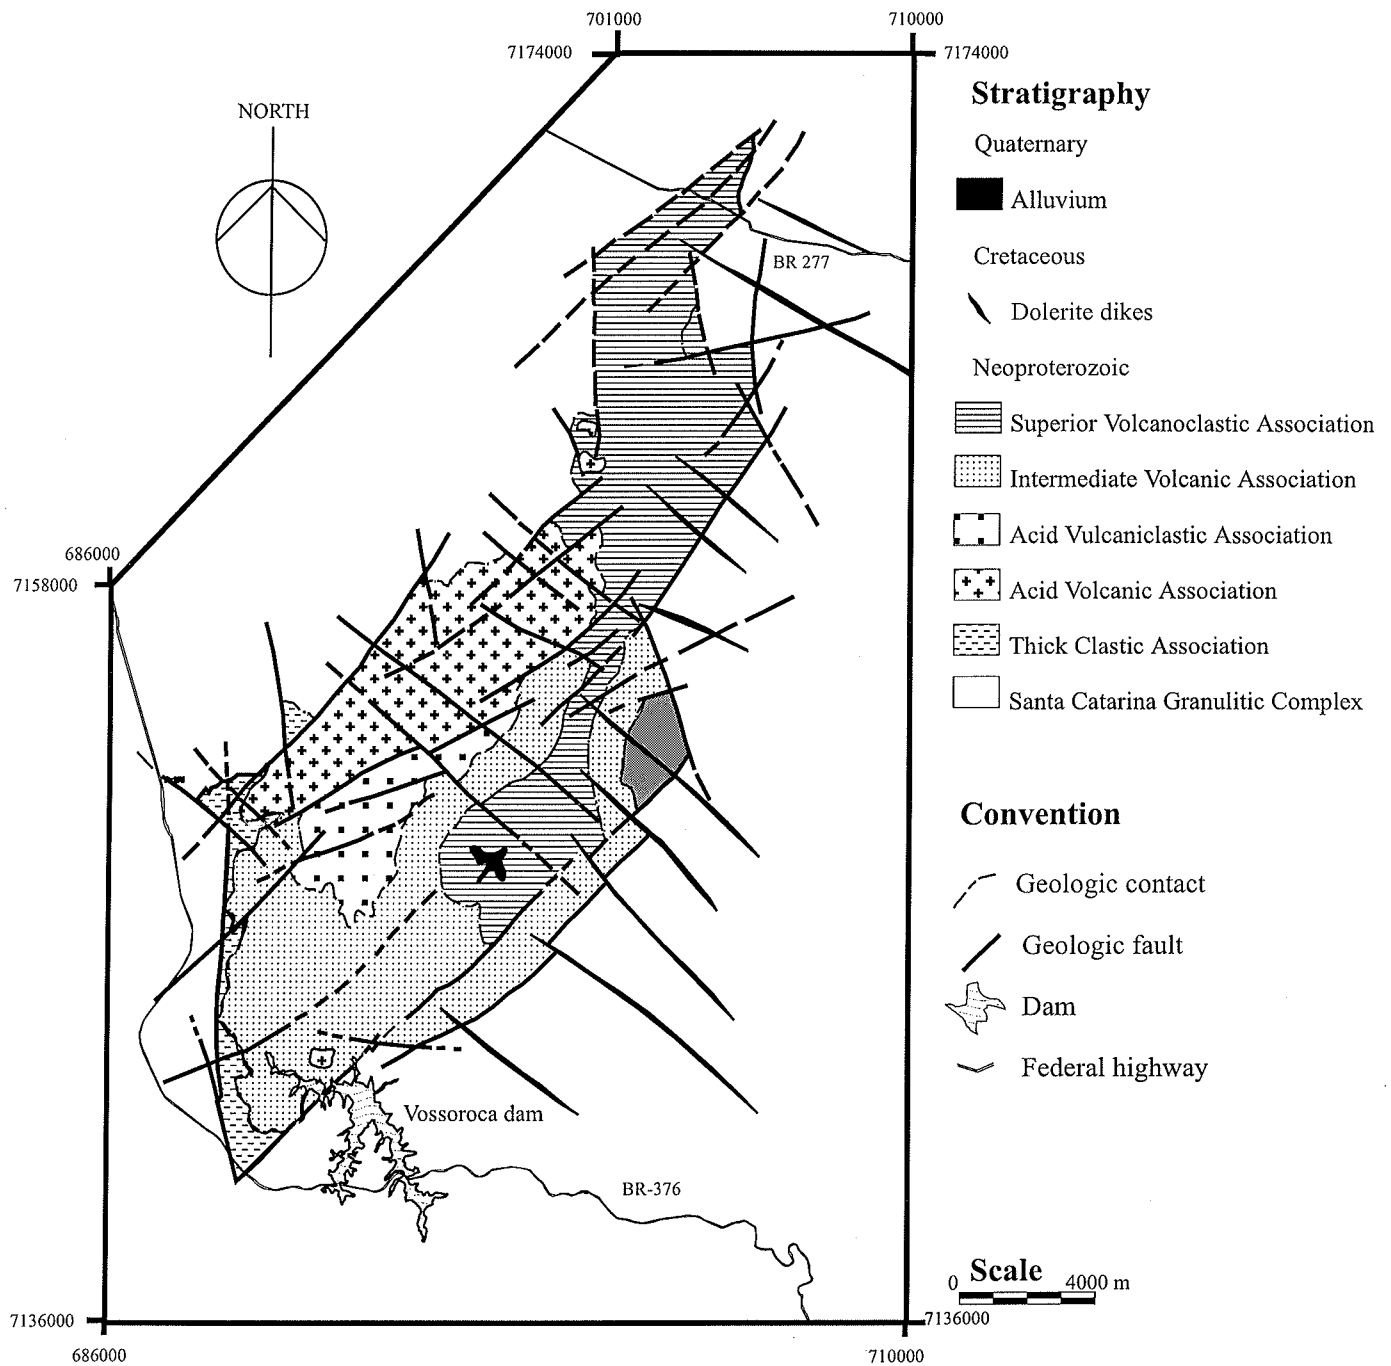 701000
710000
7174000
7174000
NORTH
BR 277
686000
7158000
Vossoroca dam
BR-376
7136000
7136000
686000
710000
Stratigraphy
Quaternary
Alluvium
Cretaceous
Dolerite dikes
Neoproterozoic
Superior Volcanoclastic Association
Intermediate Volcanic Association
Acid Vulcaniclastic Association
Acid Volcanic Association
Thick Clastic Association
Santa Catarina Granulitic Complex
Convention
Geologic contact
Geologic fault
Dam
Federal highway
Scale
0 4000 m